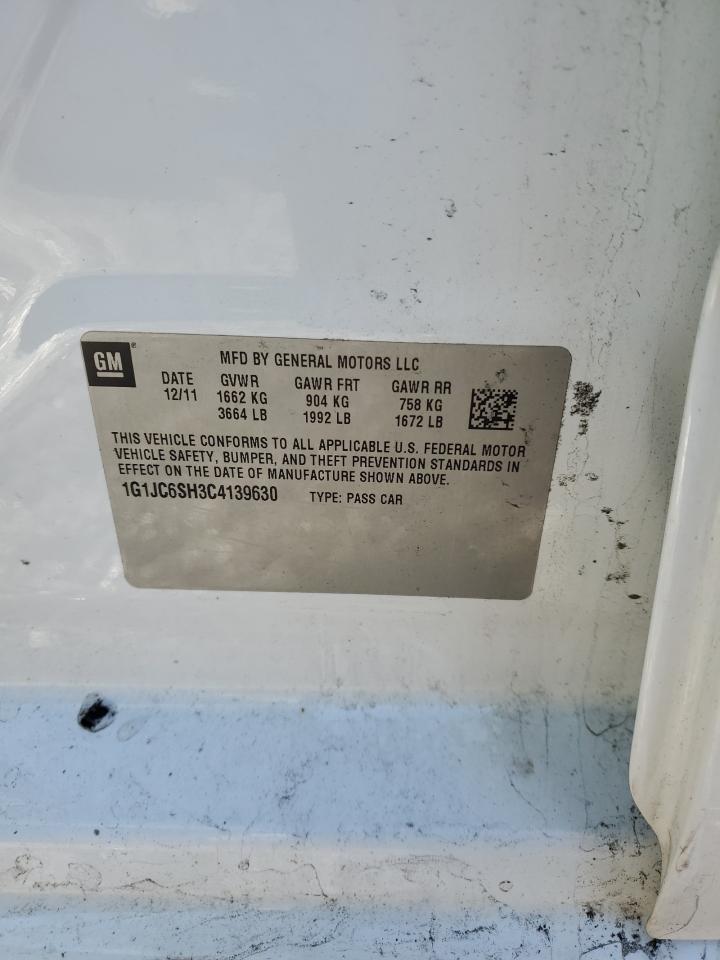 GM® MFD BY GENERAL MOTORS LLC
DATE GVWR GAWR FRT GAWR RR
12/11 1662 KG 904 KG 758 KG
3664 LB 1992 LB 1672 LB
THIS VEHICLE CONFORMS TO ALL APPLICABLE U.S. FEDERAL MOTOR
VEHICLE SAFETY, BUMPER, AND THEFT PREVENTION STANDARDS IN
EFFECT ON THE DATE OF MANUFACTURE SHOWN ABOVE.
1G1JC6SH3C4139630 TYPE: PASS CAR